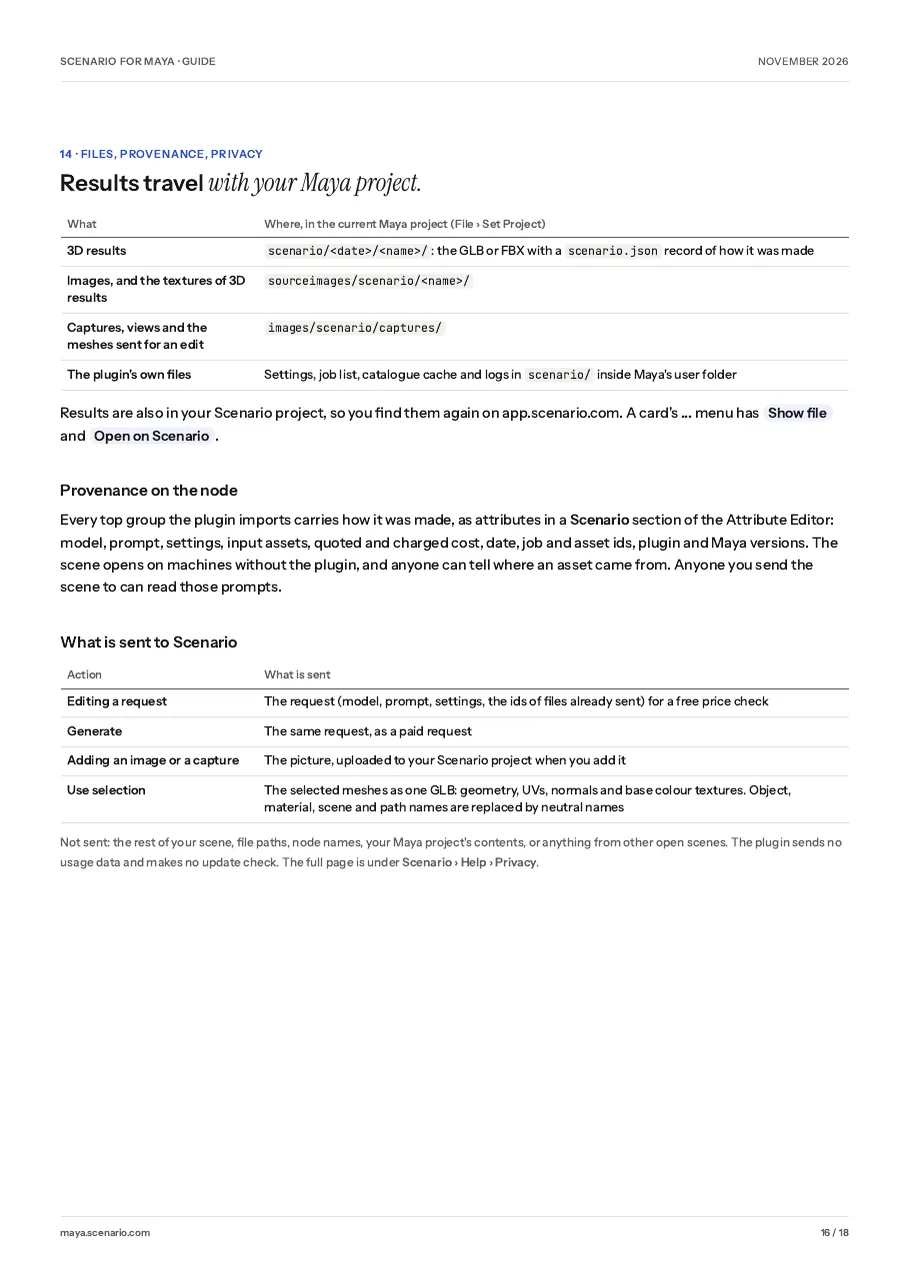 SCENARIO FOR MAYA · GUIDE
NOVEMBER 2026
14 · FILES, PROVENANCE, PRIVACY
Results travel with your Maya project.
What
Where, in the current Maya project (File › Set Project)
3D results
scenario/<date>/<name>/ : the GLB or FBX with a scenario.json record of how it was made
Images, and the textures of 3D
results
sourceimages/scenario/<name>/
Captures, views and the
meshes sent for an edit
images/scenario/captures/
The plugin's own files
Settings, job list, catalogue cache and logs in scenario/ inside Maya's user folder
Results are also in your Scenario project, so you find them again on app.scenario.com. A card's ... menu has Show file
and Open on Scenario .
Provenance on the node
Every top group the plugin imports carries how it was made, as attributes in a Scenario section of the Attribute Editor:
model, prompt, settings, input assets, quoted and charged cost, date, job and asset ids, plugin and Maya versions. The
scene opens on machines without the plugin, and anyone can tell where an asset came from. Anyone you send the
scene to can read those prompts.
What is sent to Scenario
Action
What is sent
Editing a request
The request (model, prompt, settings, the ids of files already sent) for a free price check
Generate
The same request, as a paid request
Adding an image or a capture
The picture, uploaded to your Scenario project when you add it
Use selection
The selected meshes as one GLB: geometry, UVs, normals and base colour textures. Object,
material, scene and path names are replaced by neutral names
Not sent: the rest of your scene, file paths, node names, your Maya project's contents, or anything from other open scenes. The plugin sends no
usage data and makes no update check. The full page is under Scenario › Help › Privacy.
maya.scenario.com
16 / 18